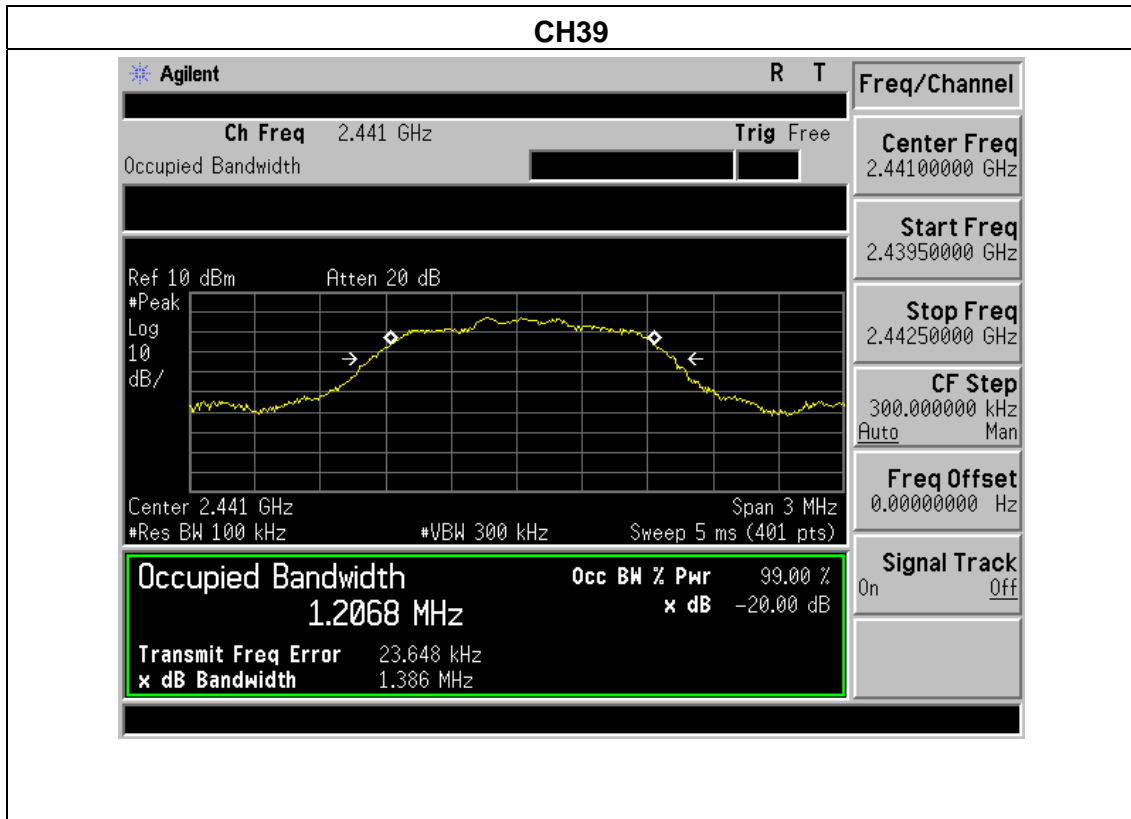 CH39
Agilent R T
Freq/Channel
Ch Freq 2.441 GHz Trig Free
Occupied Bandwidth
Center Freq
2.44100000 GHz
Start Freq
2.43950000 GHz
Ref 10 dBm Atten 20 dB
#Peak
Log
10
dB/
Stop Freq
2.44250000 GHz
CF Step
300.000000 kHz
Auto Man
Freq Offset
0.00000000 Hz
Center 2.441 GHz Span 3 MHz
#Res BW 100 kHz #VBW 300 kHz Sweep 5 ms (401 pts)
Signal Track
On Off
Occupied Bandwidth Occ BW % Pwr 99.00 %
1.2068 MHz x dB -20.00 dB
Transmit Freq Error 23.648 kHz
x dB Bandwidth 1.386 MHz